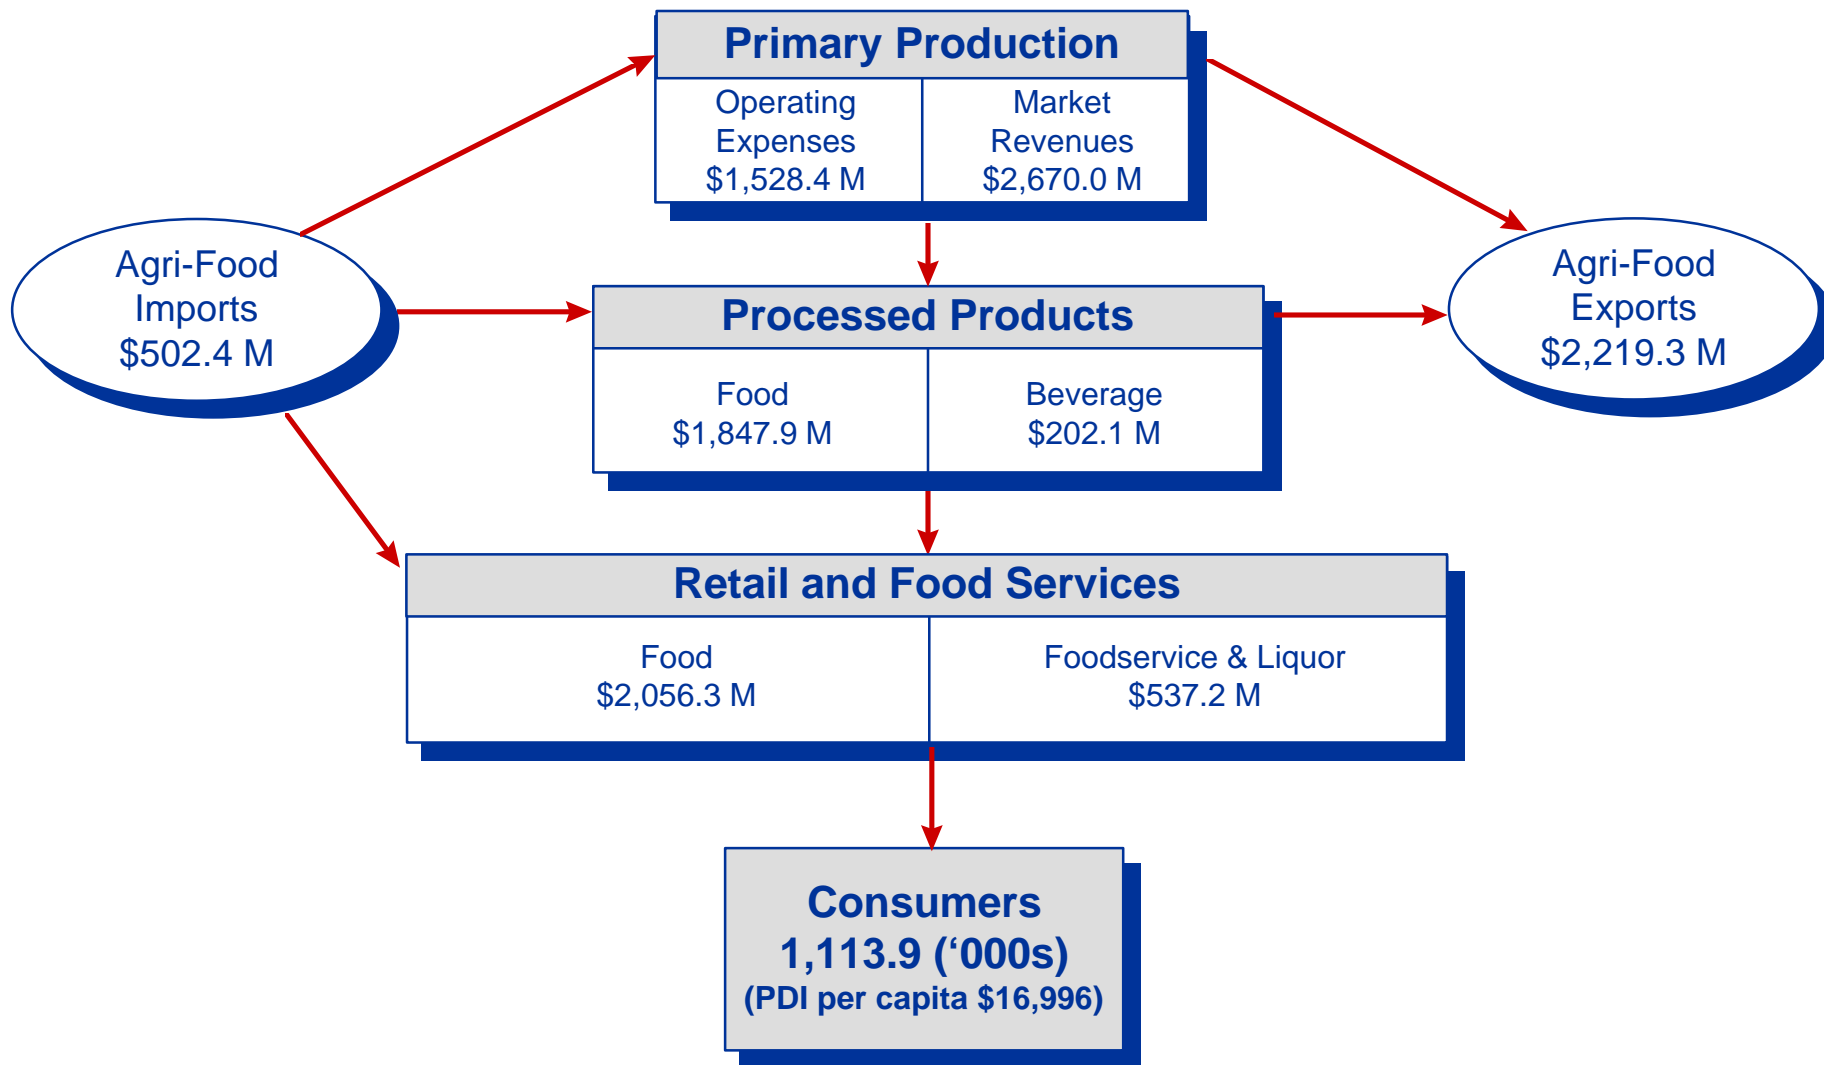 Primary Production
Operating
Expenses
$1,528.4 M
Market
Revenues
$2,670.0 M
Agri-Food
Imports
$502.4 M
Agri-Food
Exports
$2,219.3 M
Processed Products
Food
$1,847.9 M
Beverage
$202.1 M
Retail and Food Services
Food
$2,056.3 M
Foodservice & Liquor
$537.2 M
Consumers
1,113.9 (‘000s)
(PDI per capita $16,996)